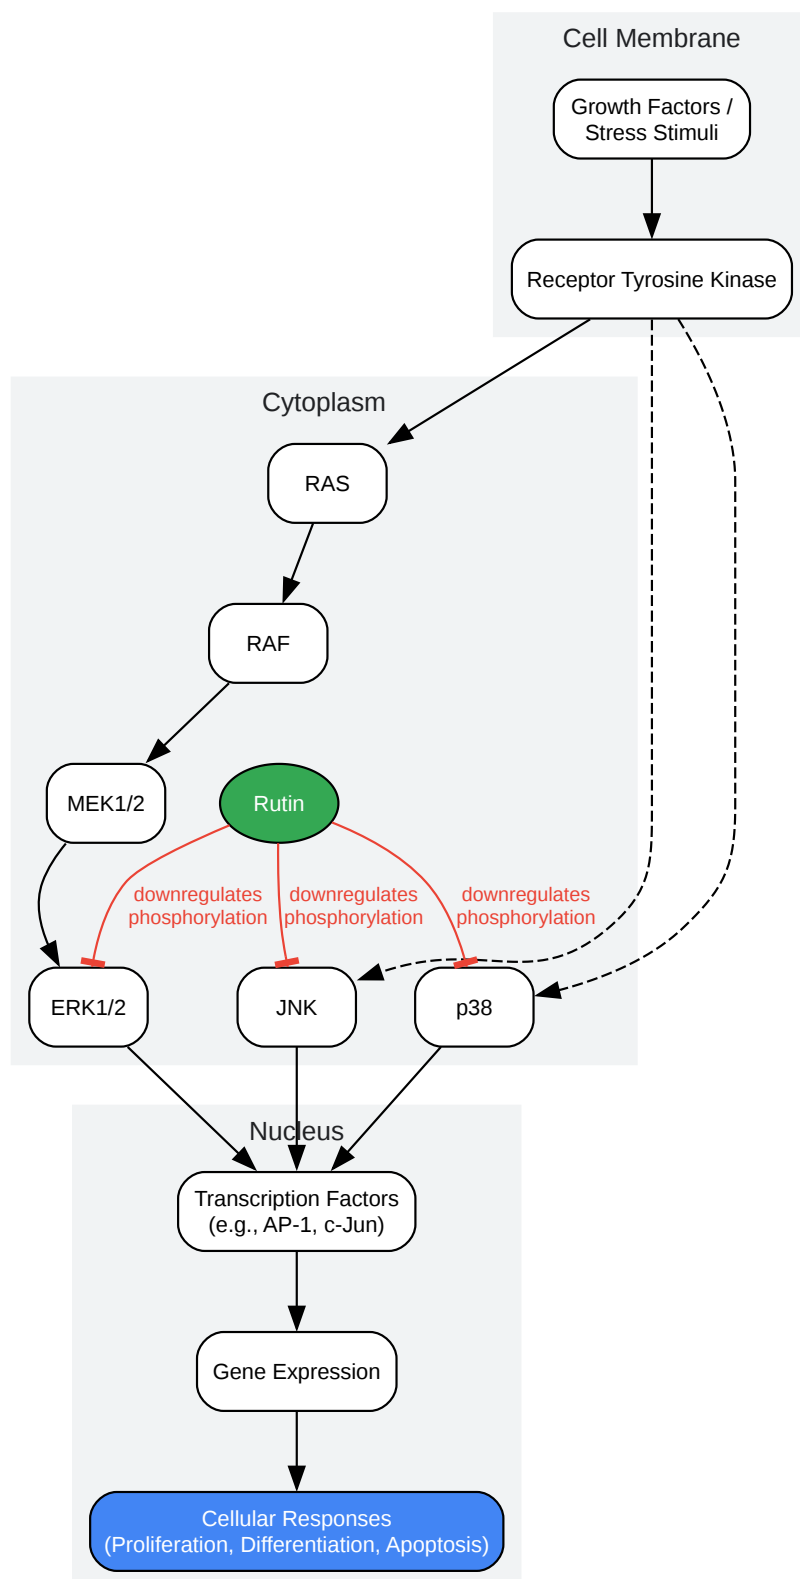 Cell Membrane
Growth Factors /
Stress Stimuli
Receptor Tyrosine Kinase
Cytoplasm
RAS
RAF
MEK1/2
Rutin
downregulates
phosphorylation
downregulates
phosphorylation
downregulates
phosphorylation
ERK1/2
JNK
p38
Nucleus
Transcription Factors
(e.g., AP-1, c-Jun)
Gene Expression
Cellular Responses
(Proliferation, Differentiation, Apoptosis)